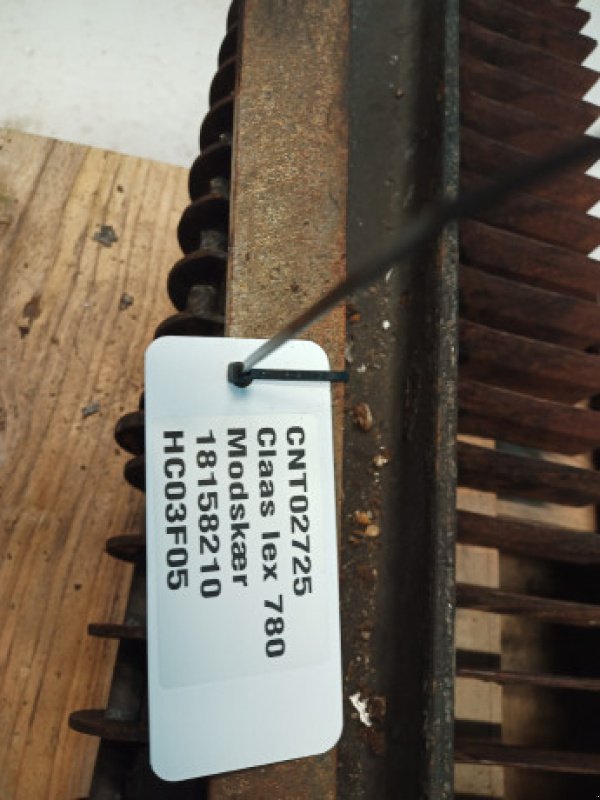 CNT02725
Claas lex 780
Modskær
18158210
HC03F05